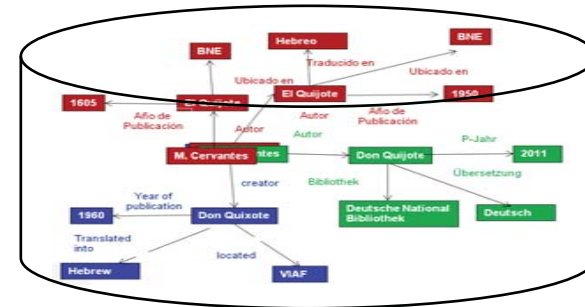 BNE
Hebreo
BNE
Traducido en
Ubicado en
Ubicado en
1605
El Quijote
El Quijote
1950
Año de
Publicación
Autor
Autor
Año de
Publicación
Autor
M. Cervantes
Don Quijote
P-Jahr
2011
creator
Bibliothek
Übersetzung
Year of
publication
1960
Don Quixote
Deutsche National
Bibliothek
Deutsch
Translated
into
located
Hebrew
VIAF